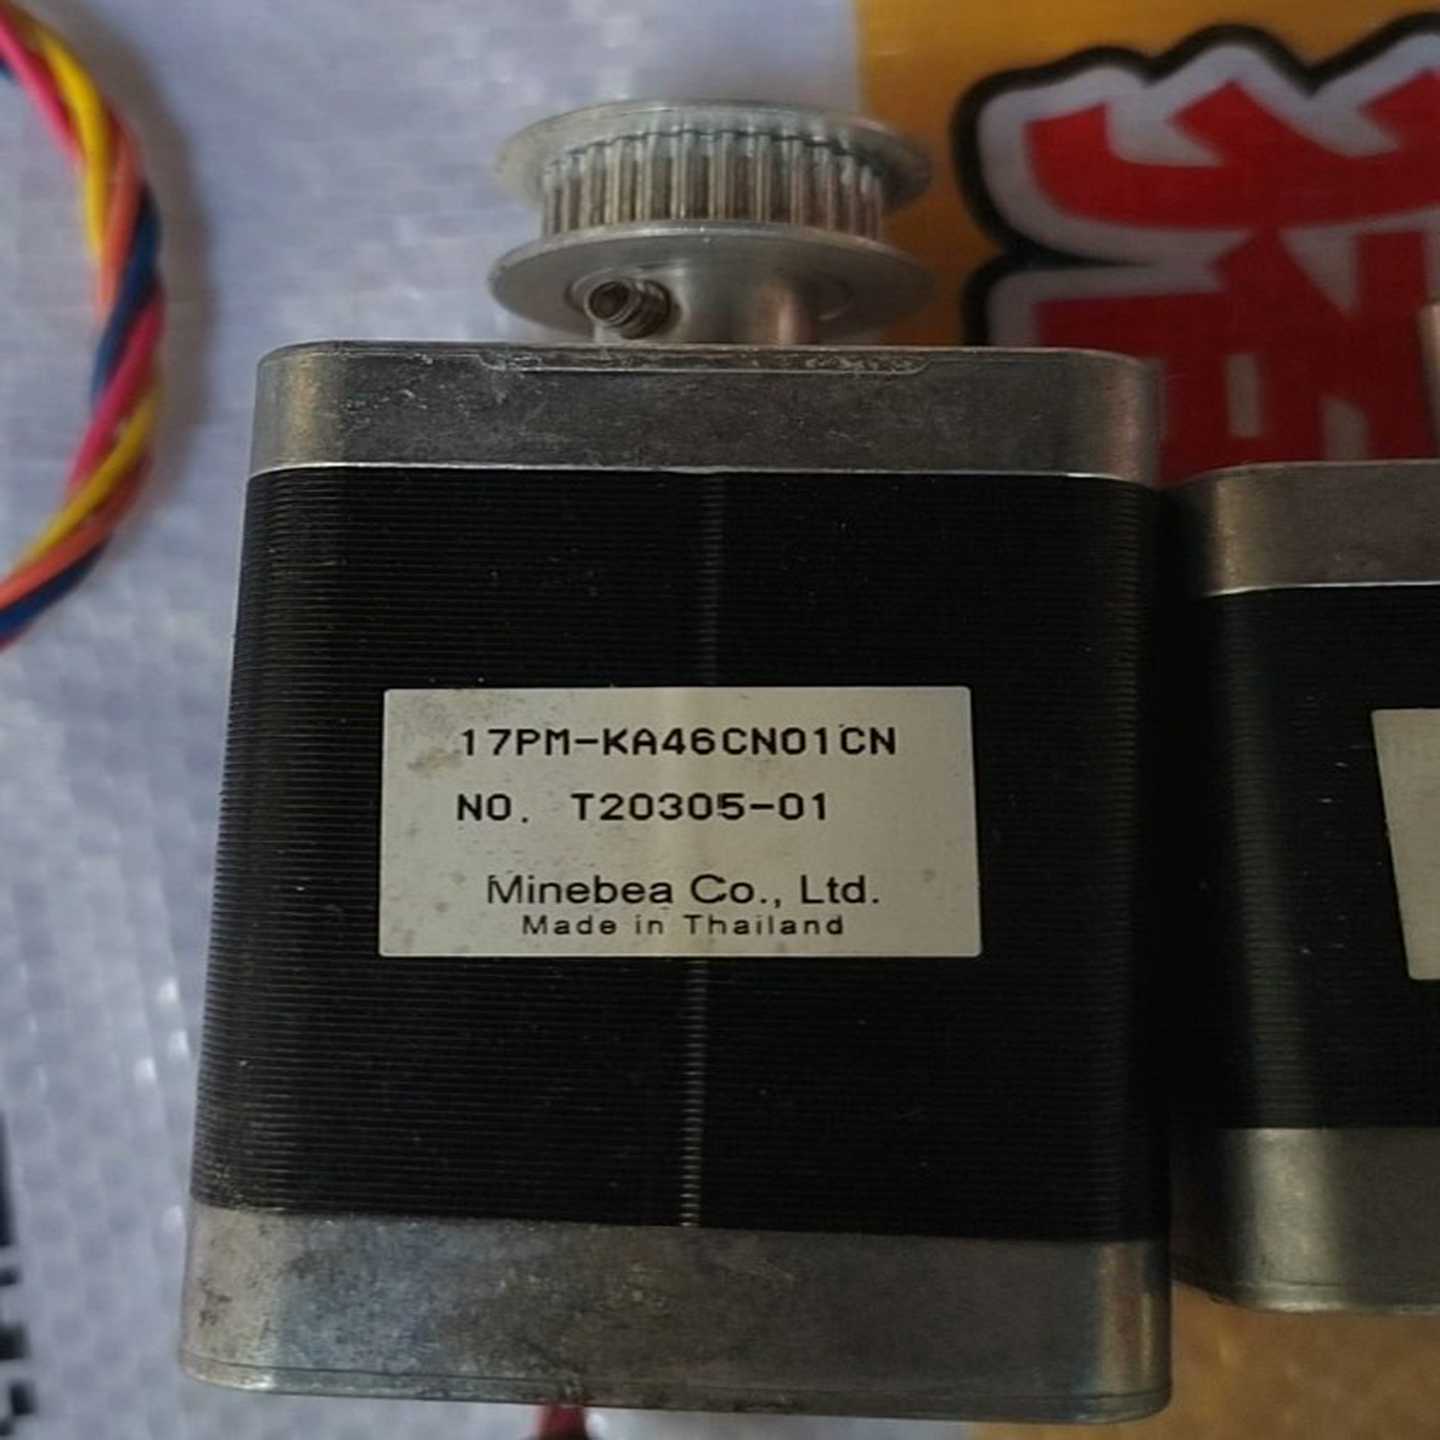 17PM-KA46CN01CN
NO. T20305-01
Minebea Co., Ltd.
Made in Thailand